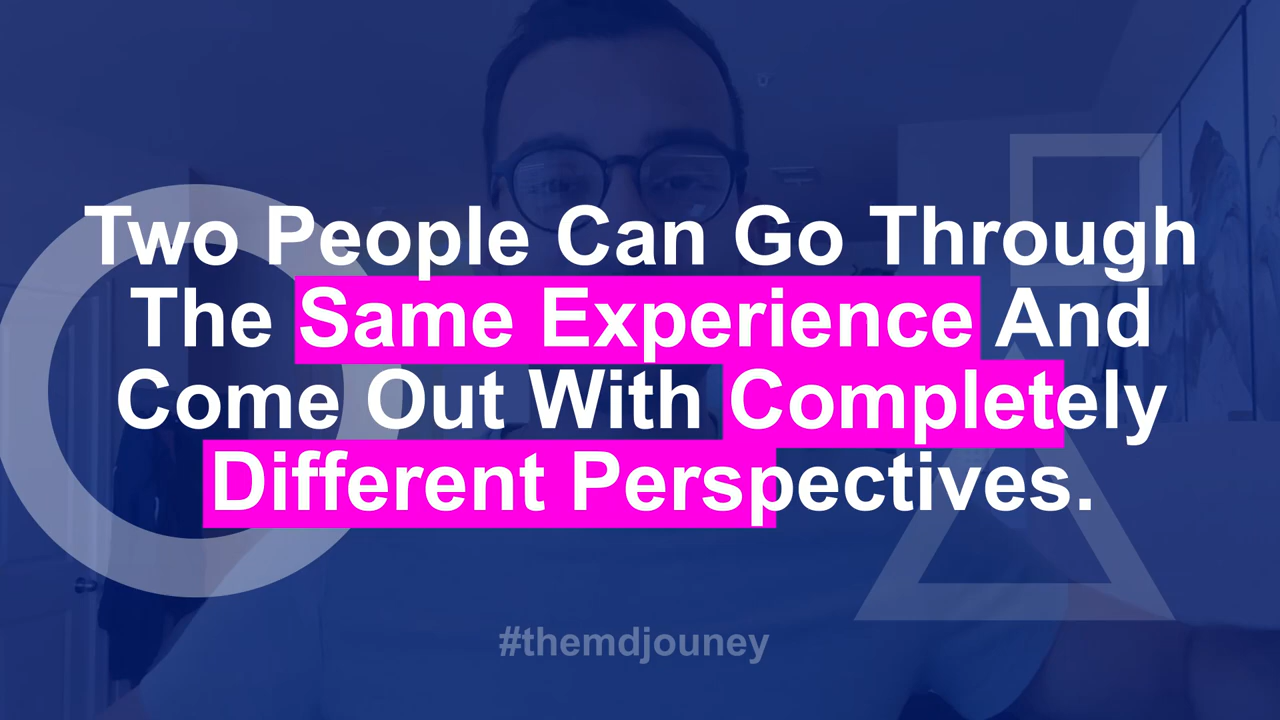 Two People Can Go Through
The Same Experience And
Come Out With Completely
Different Perspectives.
#themdjouney